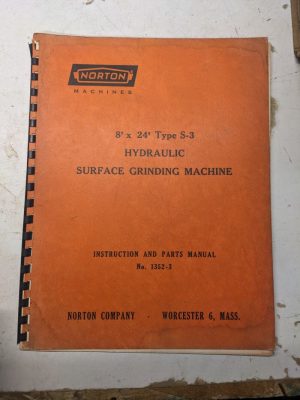 NORTON
MACHINES
8" x 24" Type S-3
HYDRAULIC
SURFACE GRINDING MACHINE
INSTRUCTION AND PARTS MANUAL
No. 1352-3
NORTON COMPANY - WORCESTER 6, MASS.